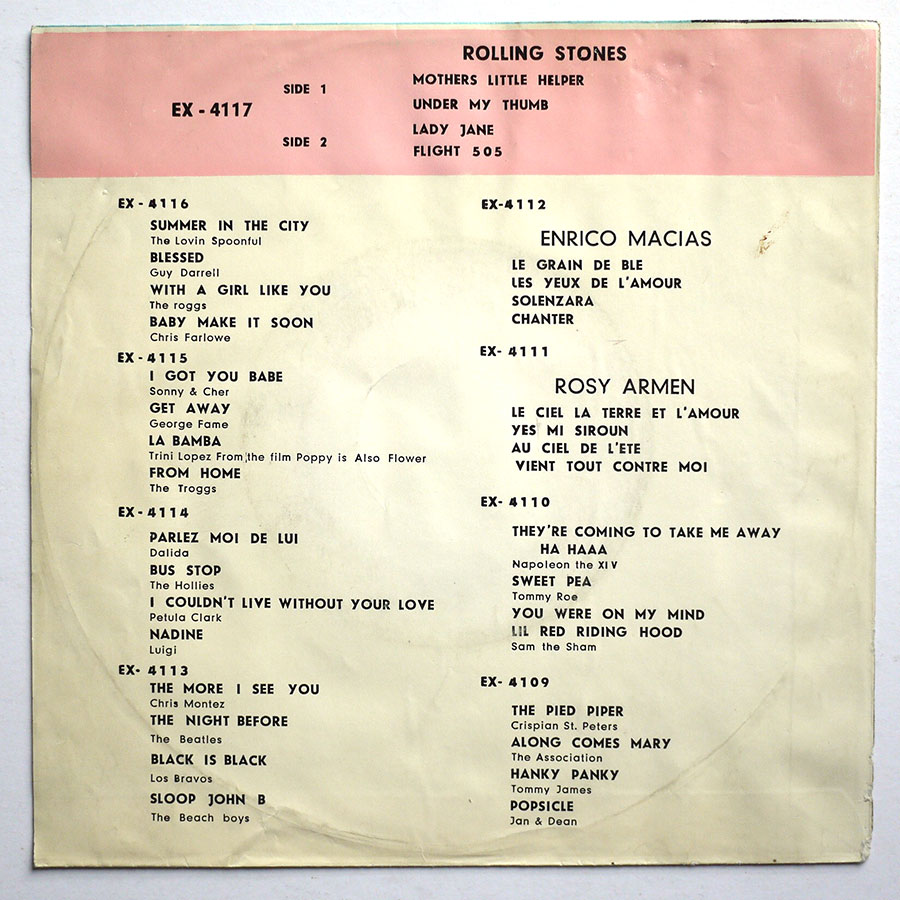 ROLLING STONES
EX - 4117
SIDE 1
MOTHERS LITTLE HELPER
UNDER MY THUMB
SIDE 2
LADY JANE
FLIGHT 505
EX - 4116
SUMMER IN THE CITY
The Lovin Spoonful
BLESSED
Guy Darrell
WITH A GIRL LIKE YOU
The roggs
BABY MAKE IT SOON
Chris Farlowe
EX - 4115
I GOT YOU BABE
Sonny & Cher
GET AWAY
George Fame
LA BAMBA
Trini Lopez From the film Poppy is Also Flower
FROM HOME
The Troggs
EX - 4114
PARLEZ MOI DE LUI
Dalida
BUS STOP
The Hollies
I COULDN'T LIVE WITHOUT YOUR LOVE
Petula Clark
NADINE
Luigi
EX- 4113
THE MORE I SEE YOU
Chris Montez
THE NIGHT BEFORE
The Beatles
BLACK IS BLACK
Los Bravos
SLOOP JOHN B
The Beach boys
EX-4112
ENRICO MACIAS
LE GRAIN DE BLE
LES YEUX DE L'AMOUR
SOLENZARA
CHANTER
EX- 4111
ROSY ARMEN
LE CIEL LA TERRE ET L'AMOUR
YES MI SIROUN
AU CIEL DE L'ETE
VIENT TOUT CONTRE MOI
EX- 4110
THEY'RE COMING TO TAKE ME AWAY
HA HAAA
Napoleon the XIV
SWEET PEA
Tommy Roe
YOU WERE ON MY MIND
LIL RED RIDING HOOD
Sam the Sham
EX- 4109
THE PIED PIPER
Crispian St. Peters
ALONG COMES MARY
The Association
HANKY PANKY
Tommy James
POPSICLE
Jan & Dean